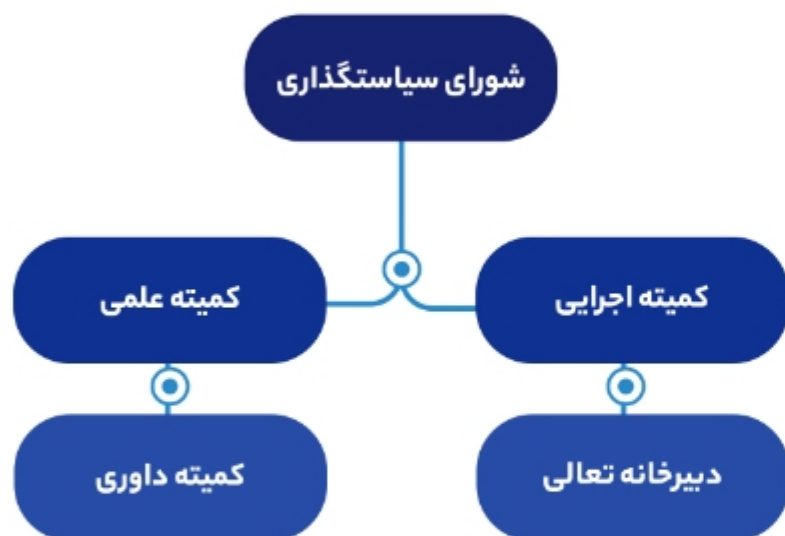 شورای سیاستگذاری
کمیته اجرایی
کمیته علمی
دبیرخانه تعالی
کمیته داوری